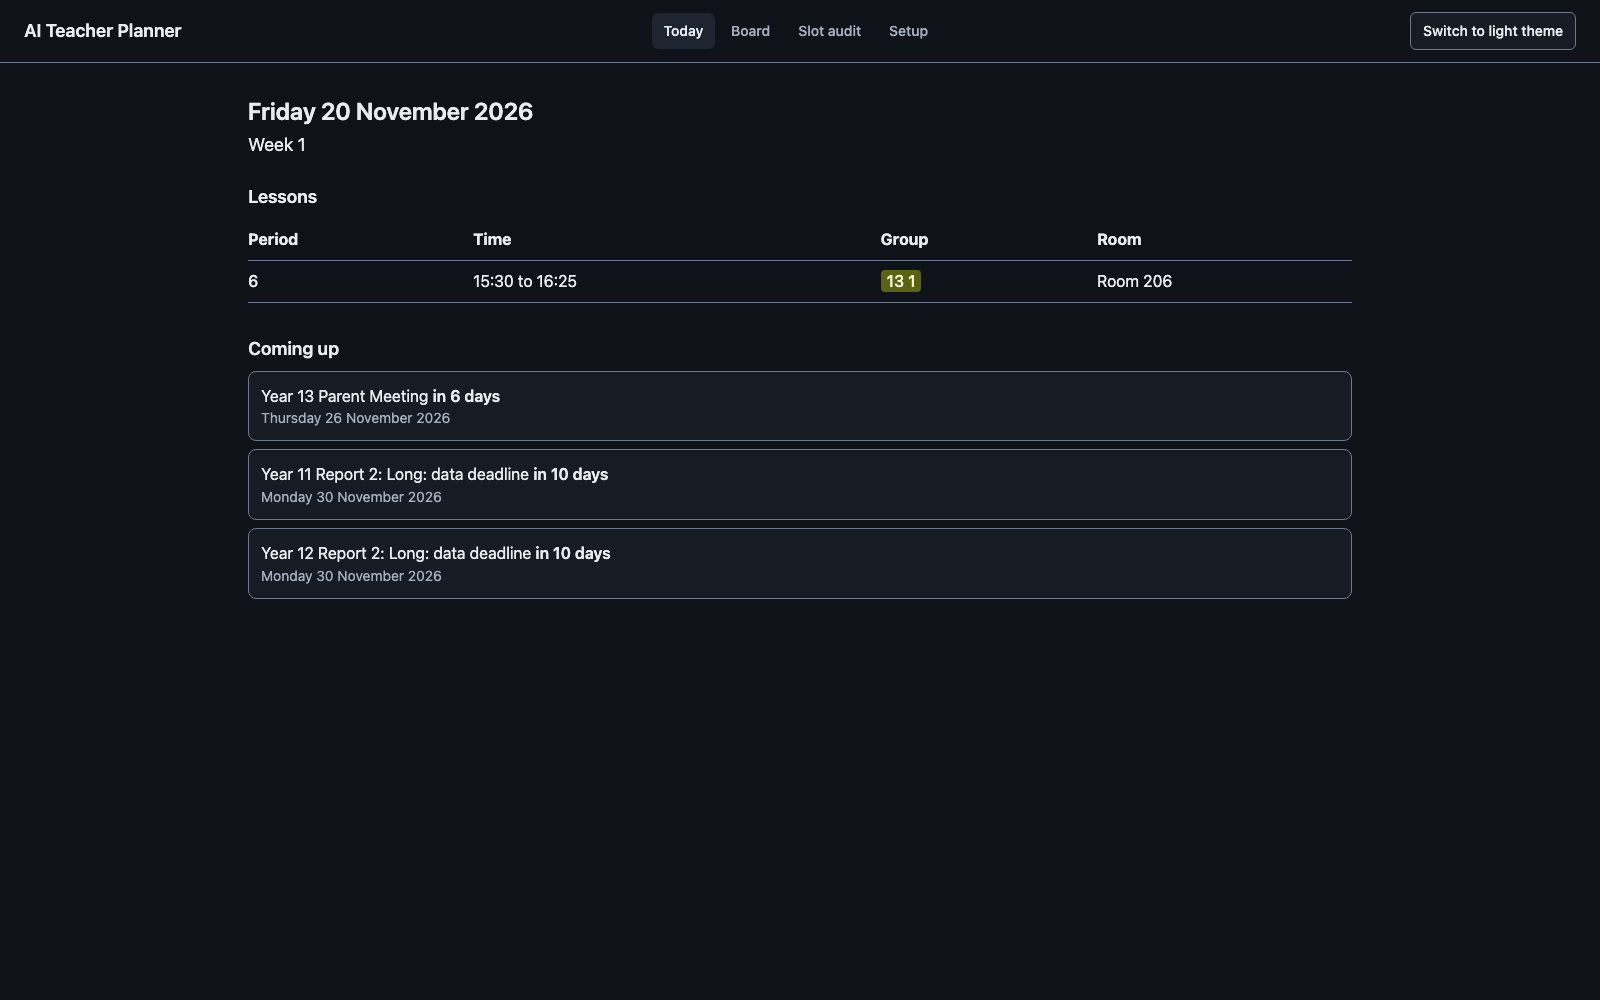 AI Teacher Planner
Today Board Slot audit Setup
Switch to light theme
Friday 20 November 2026
Week 1
Lessons
Period Time Group Room
6 15:30 to 16:25 13 1 Room 206
Coming up
Year 13 Parent Meeting in 6 days
Thursday 26 November 2026
Year 11 Report 2: Long: data deadline in 10 days
Monday 30 November 2026
Year 12 Report 2: Long: data deadline in 10 days
Monday 30 November 2026